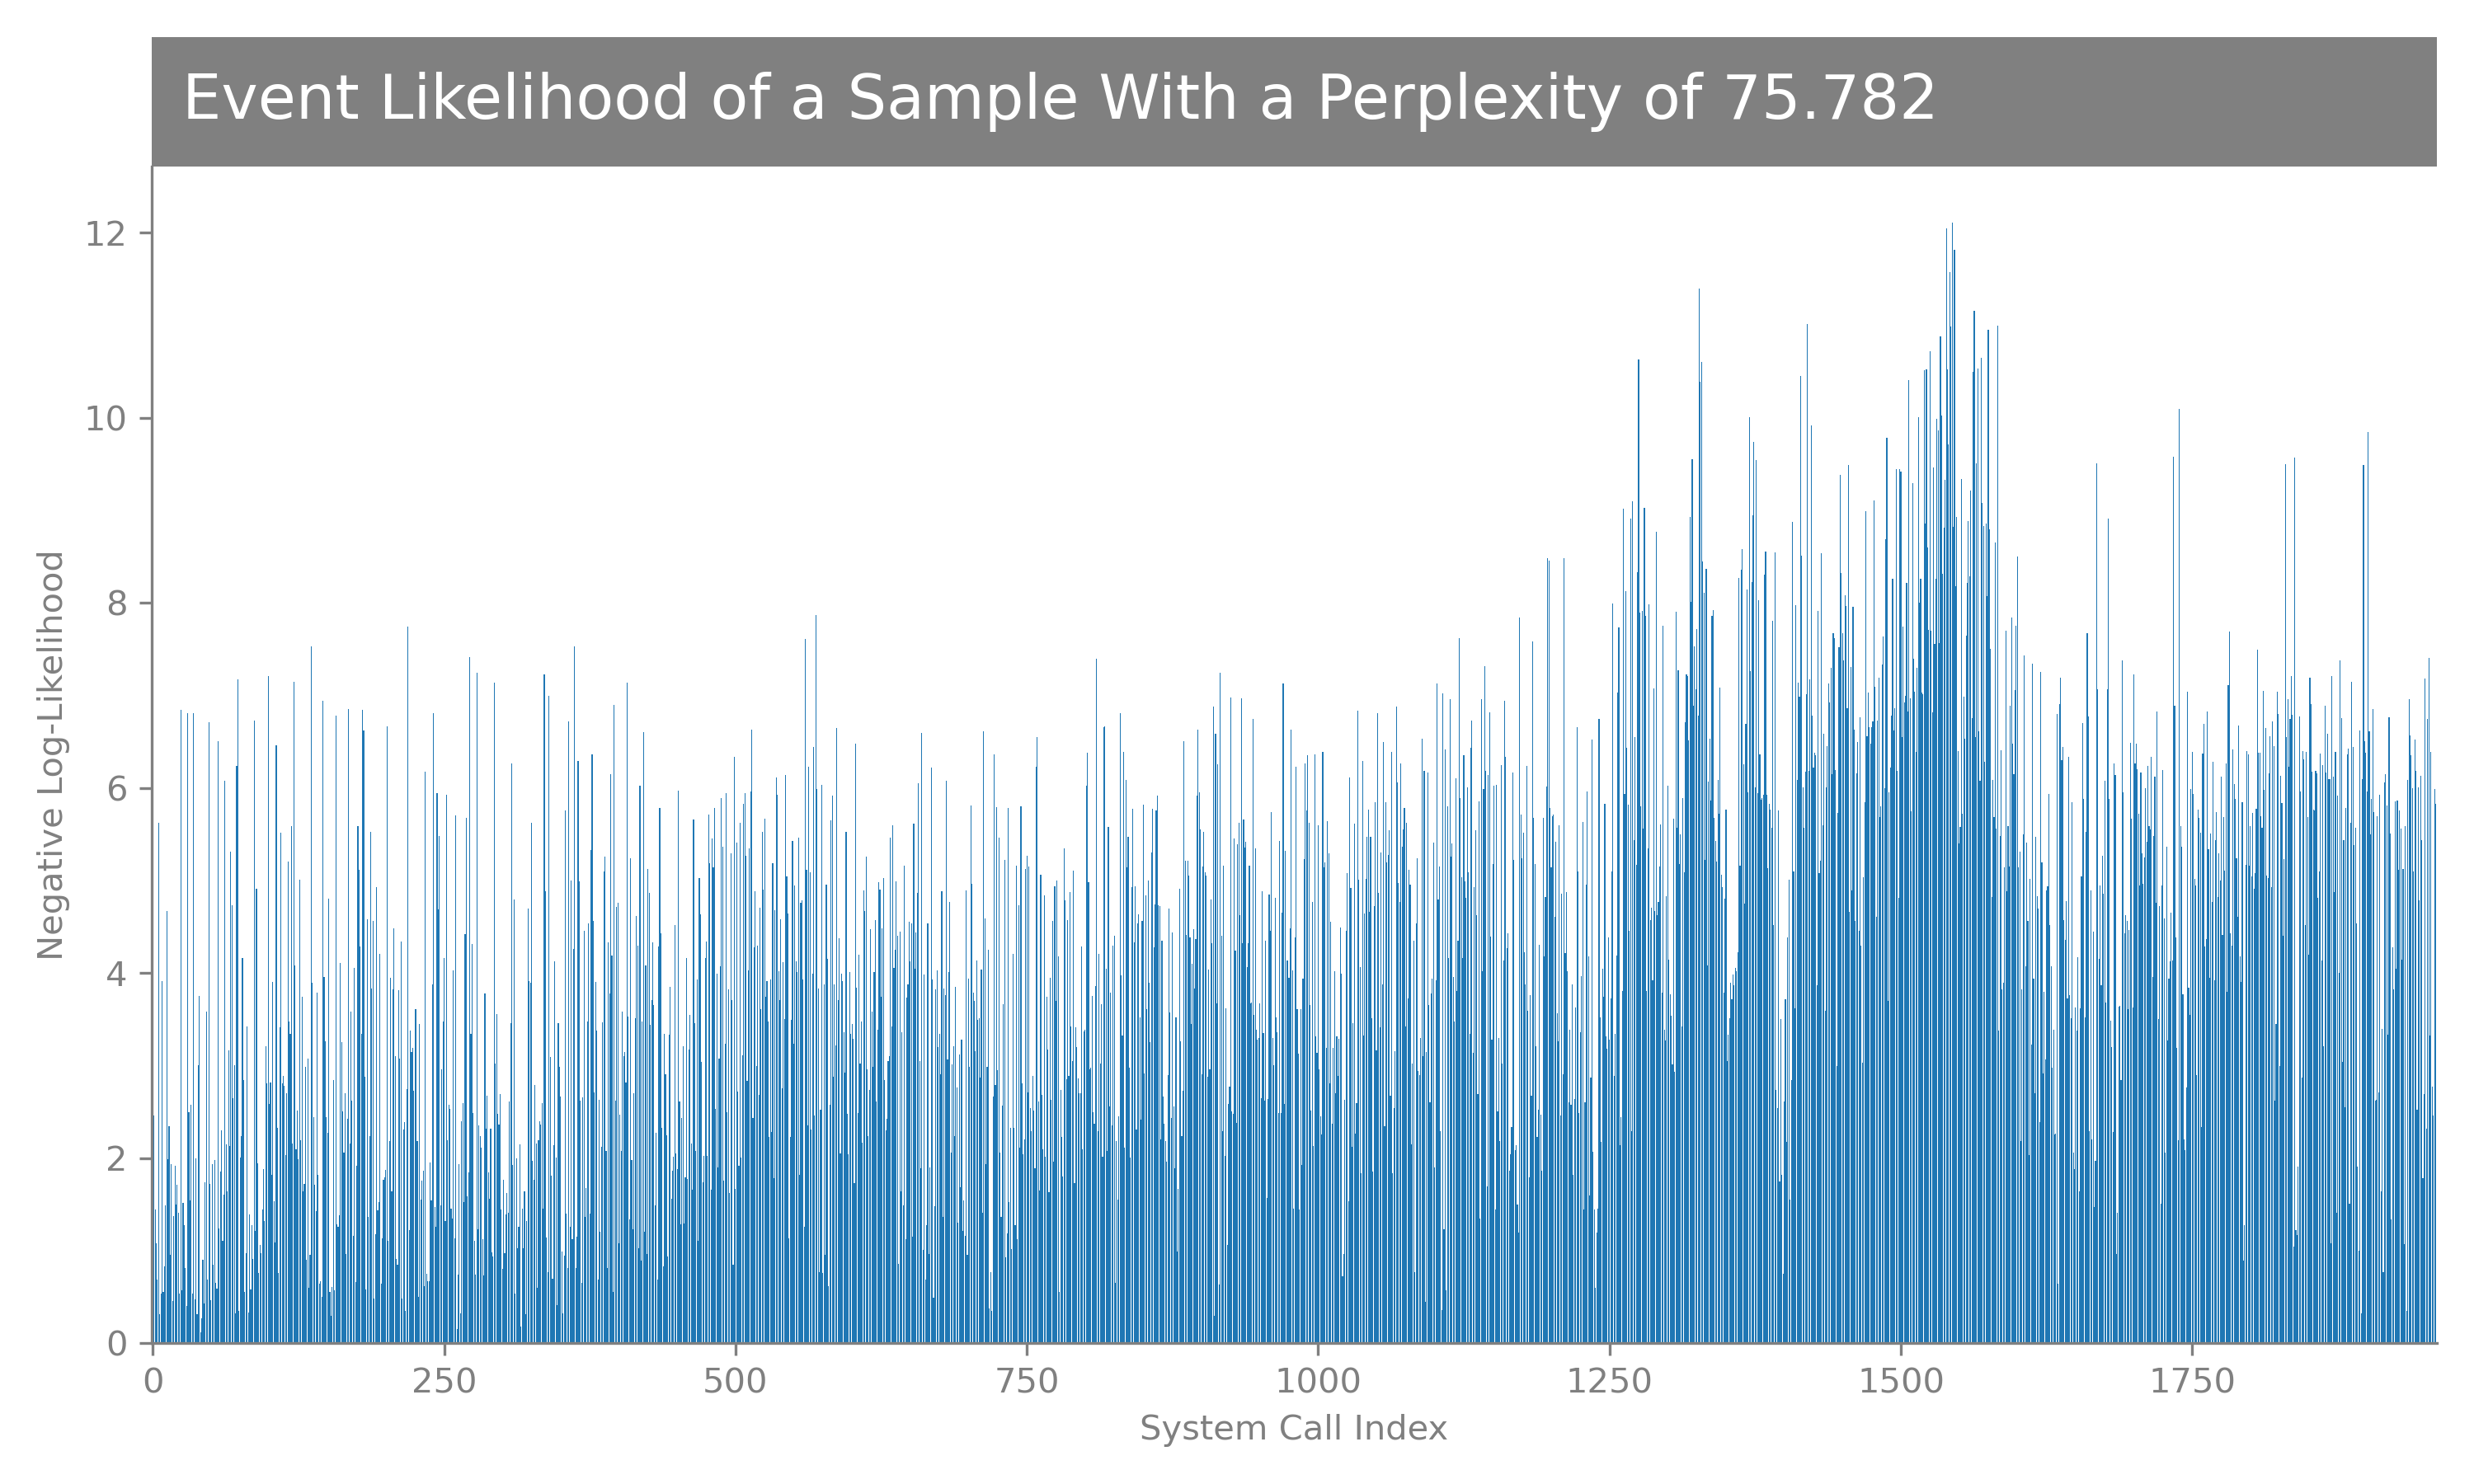 Event Likelihood of a Sample With a Perplexity of 75.782
12
10
8
6
4
2
0
Negative Log-Likelihood
0 250 500 750 1000 1250 1500 1750
System Call Index